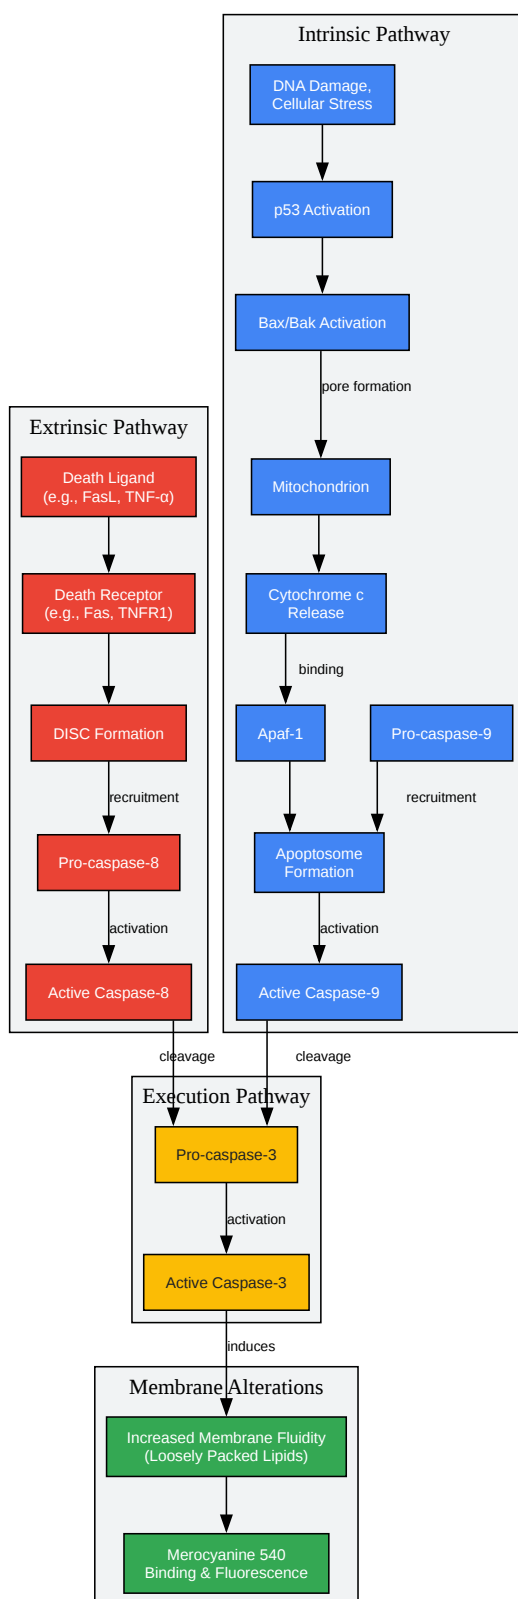 Intrinsic Pathway
DNA Damage,
Cellular Stress
p53 Activation
Bax/Bak Activation
pore formation
Mitochondrion
Cytochrome c
Release
binding
Apaf-1
Pro-caspase-9
recruitment
Apoptosome
Formation
activation
Active Caspase-9
cleavage
Extrinsic Pathway
Death Ligand
(e.g., FasL, TNF-α)
Death Receptor
(e.g., Fas, TNFR1)
DISC Formation
recruitment
Pro-caspase-8
activation
Active Caspase-8
cleavage
Execution Pathway
Pro-caspase-3
activation
Active Caspase-3
induces
Membrane Alterations
Increased Membrane Fluidity
(Loosely Packed Lipids)
Merocyanine 540
Binding & Fluorescence